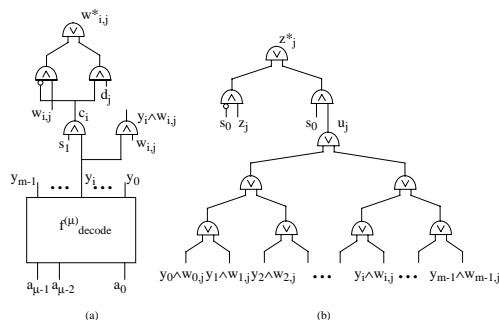 w*i,j
∨
∧ ∧
wi,j ci dj
∧ ∧ yi∧wi,j
s1 wi,j
ym-1 ••• yi ••• y0
f(μ)decode
aμ-1 aμ-2 a0
(a)
z*j
∨
∧ ∧
s0 zj s0 uj
∨
∨ ∨
∨ ∨ ∨ ∨
y0∧w0,j y1∧w1,j y2∧w2,j ••• yi∧wi,j ••• ym-1∧wm-1,j
(b)